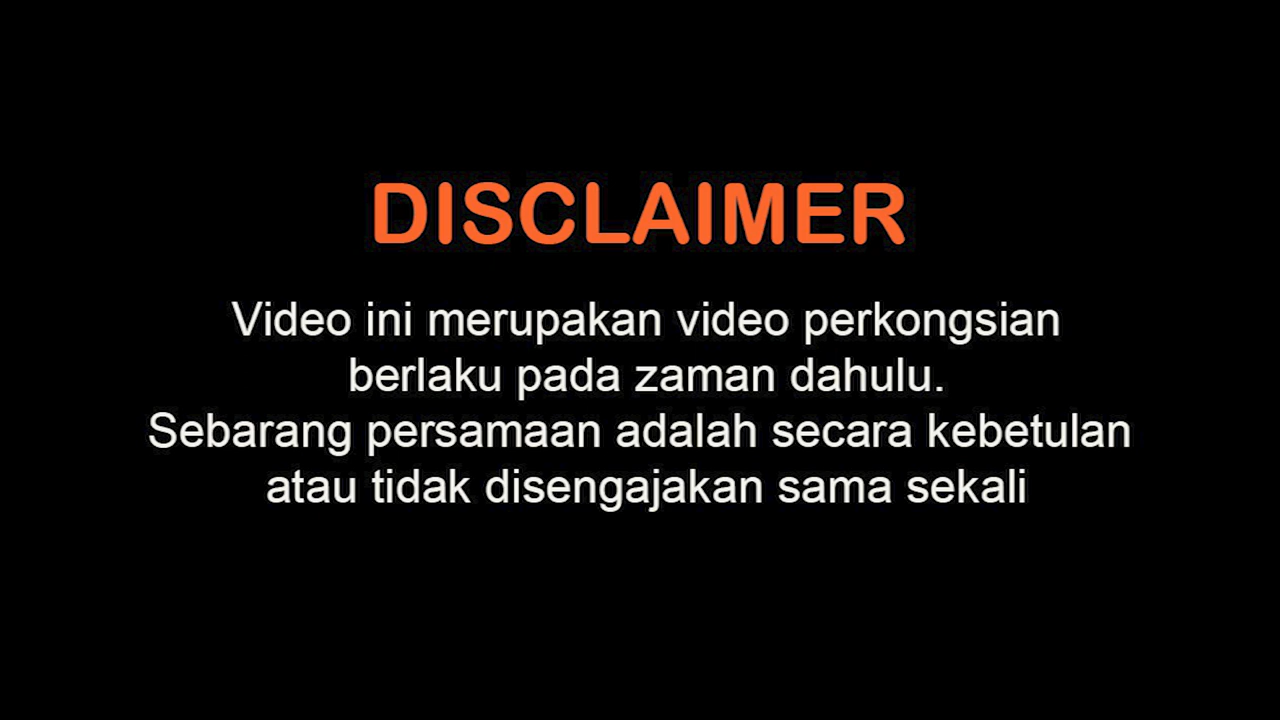 DISCLAIMER
Video ini merupakan video perkongsian
berlaku pada zaman dahulu.
Sebarang persamaan adalah secara kebetulan
atau tidak disengajakan sama sekali